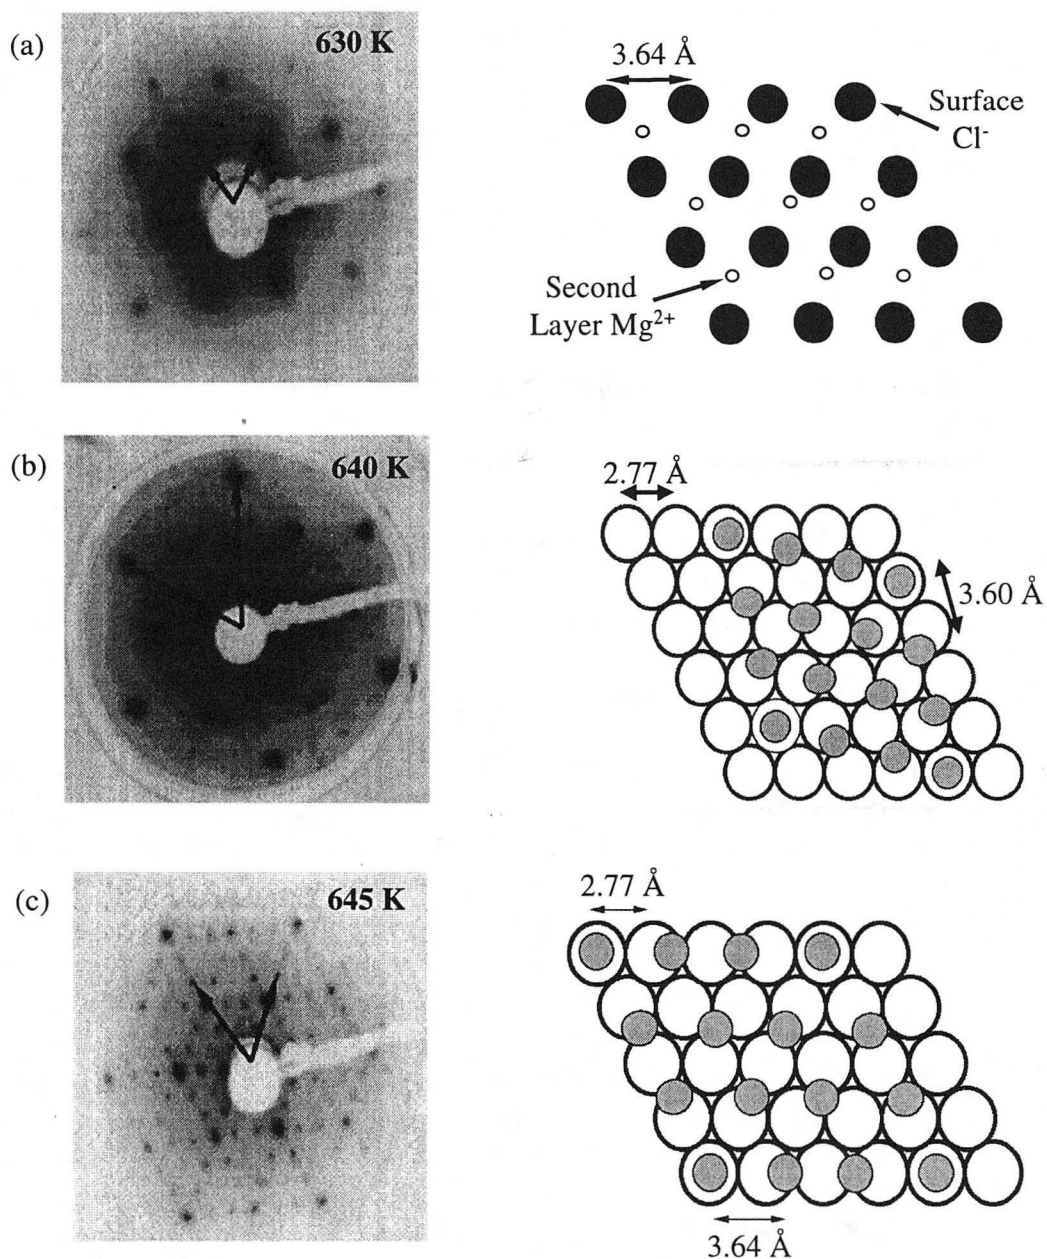 (a)
630 K
3.64 Å
Surface
Cl⁻
Second
Layer Mg²⁺
(b)
640 K
2.77 Å
3.60 Å
(c)
645 K
2.77 Å
3.64 Å